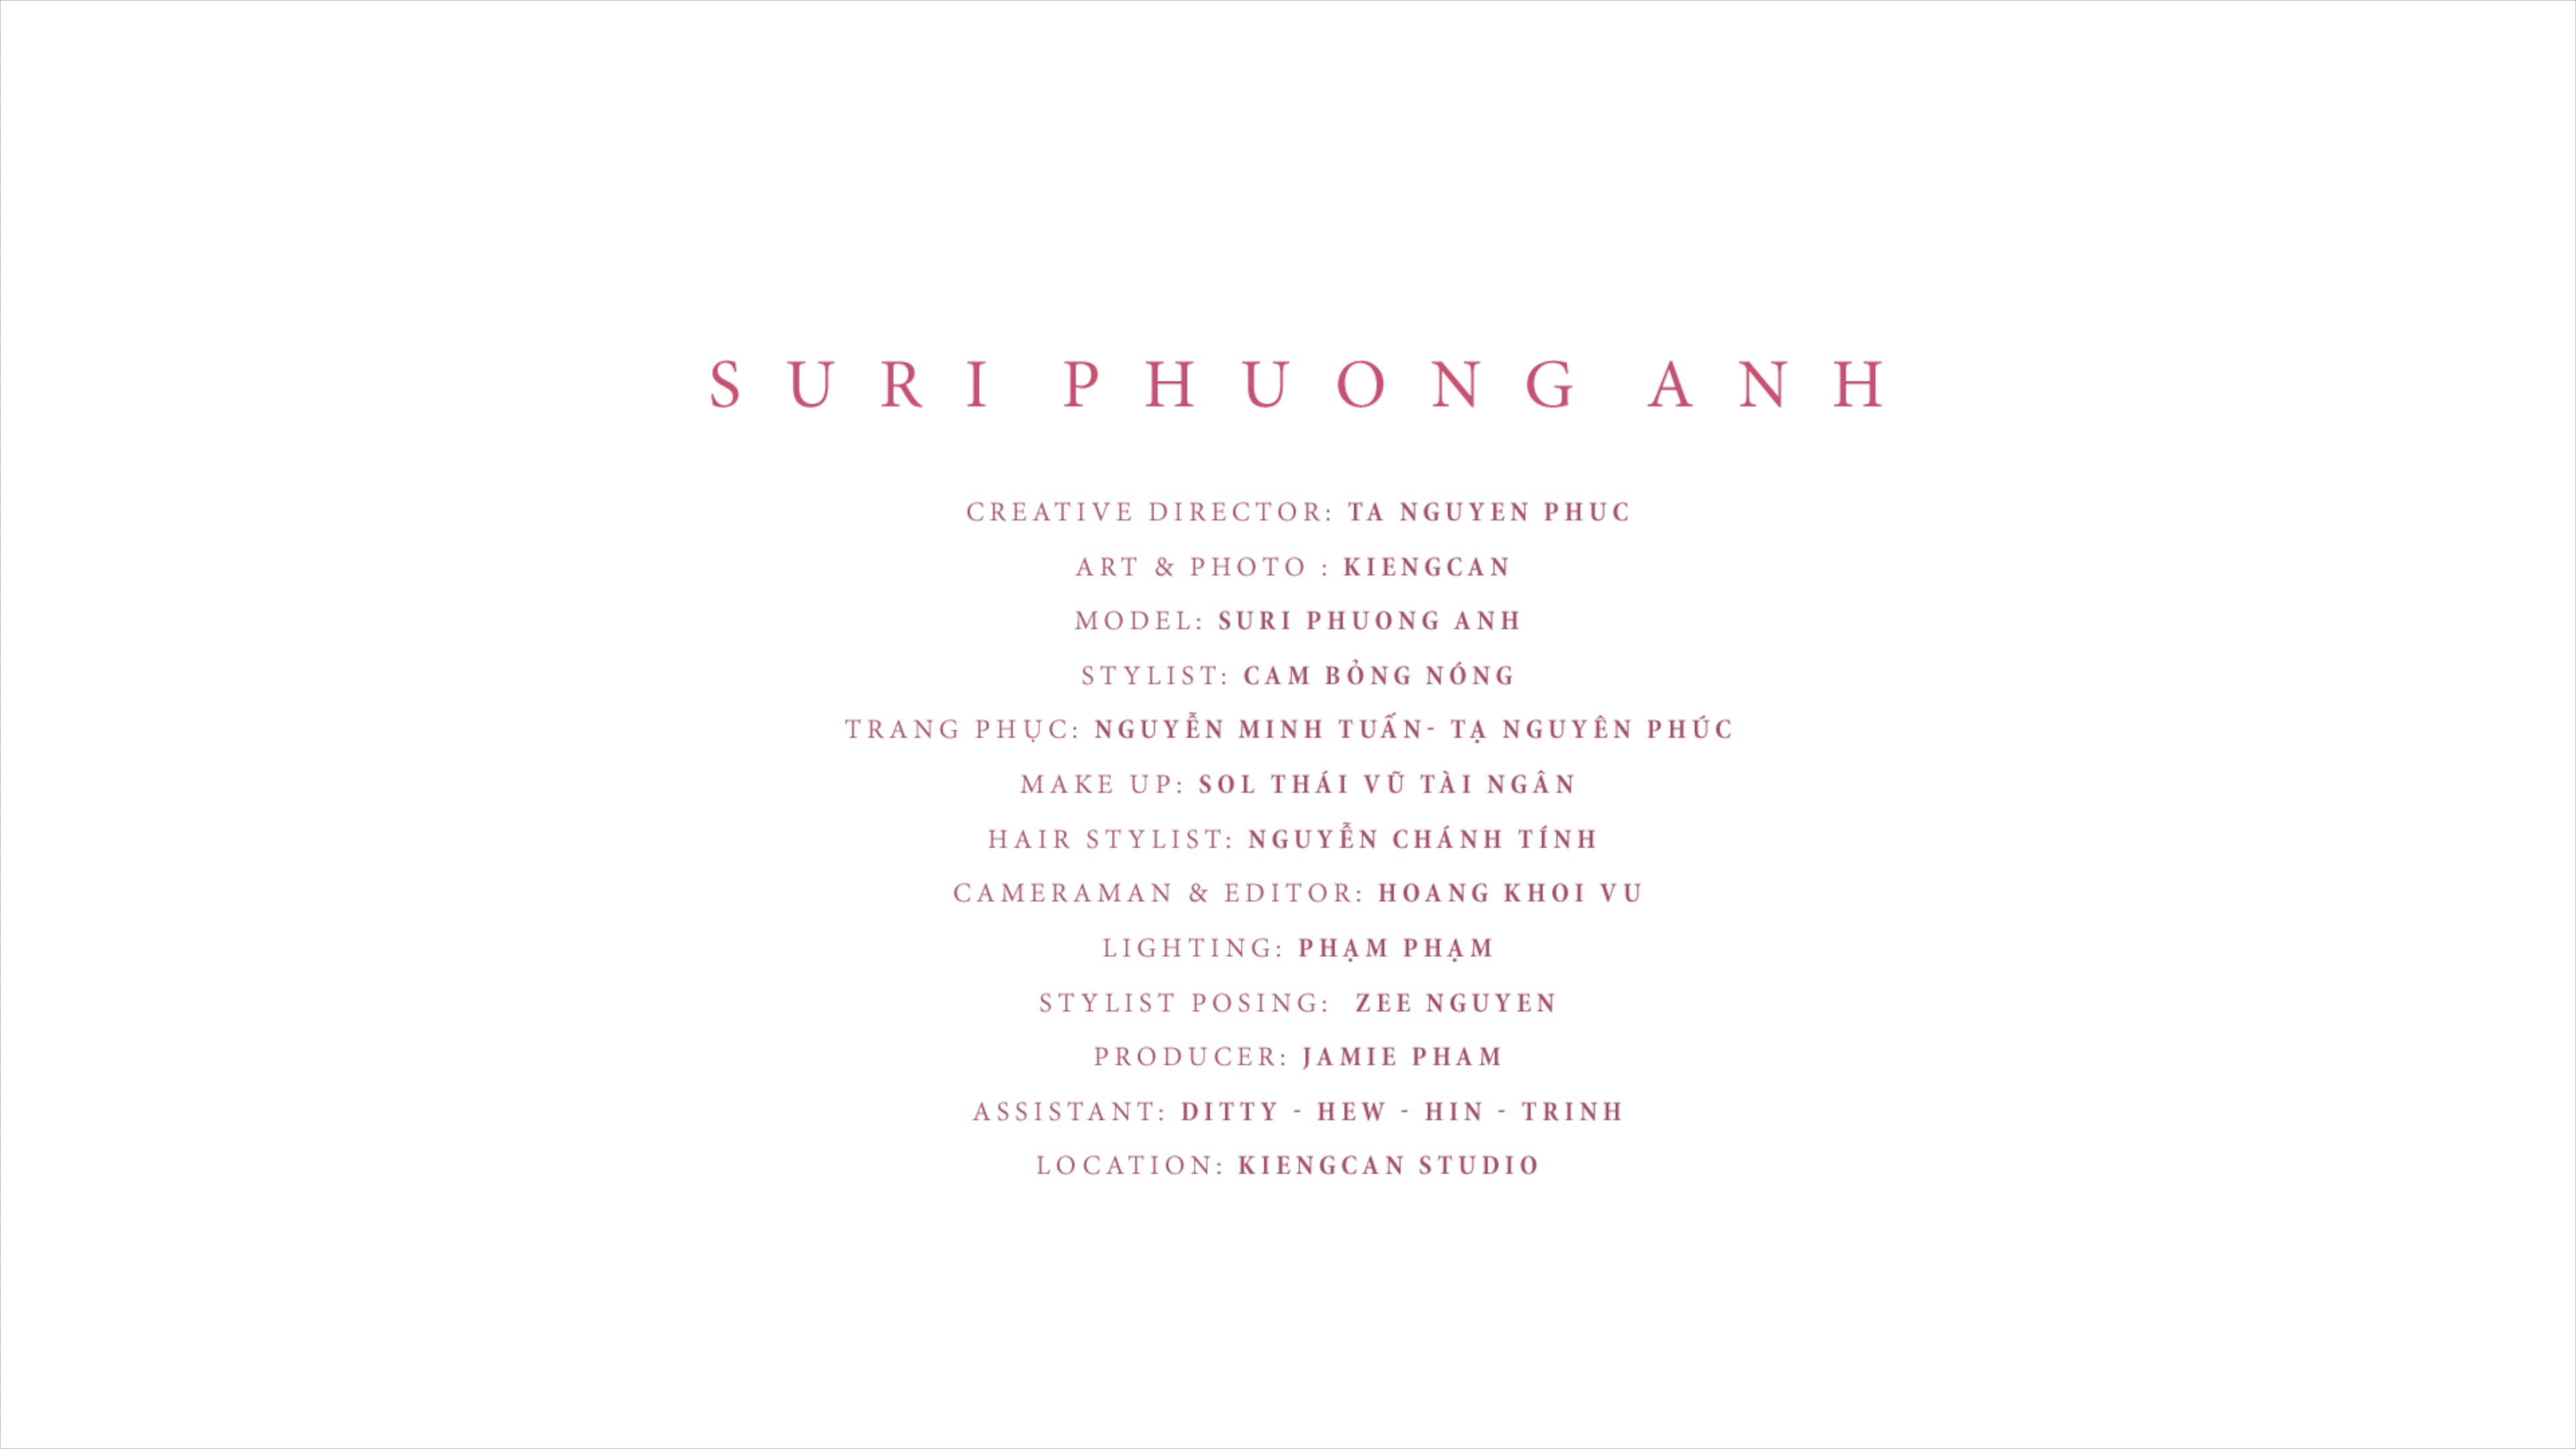 SURI PHUONG ANH
CREATIVE DIRECTOR: TA NGUYEN PHUC
ART & PHOTO : KIENGCAN
MODEL: SURI PHUONG ANH
STYLIST: CAM BỎNG NÓNG
TRANG PHỤC: NGUYỄN MINH TUẤN- TẠ NGUYÊN PHÚC
MAKE UP: SOL THÁI VŨ TÀI NGÂN
HAIR STYLIST: NGUYỄN CHÁNH TÍNH
CAMERAMAN & EDITOR: HOANG KHOI VU
LIGHTING: PHẠM PHẠM
STYLIST POSING: ZEE NGUYEN
PRODUCER: JAMIE PHAM
ASSISTANT: DITTY - HEW - HIN - TRINH
LOCATION: KIENGCAN STUDIO